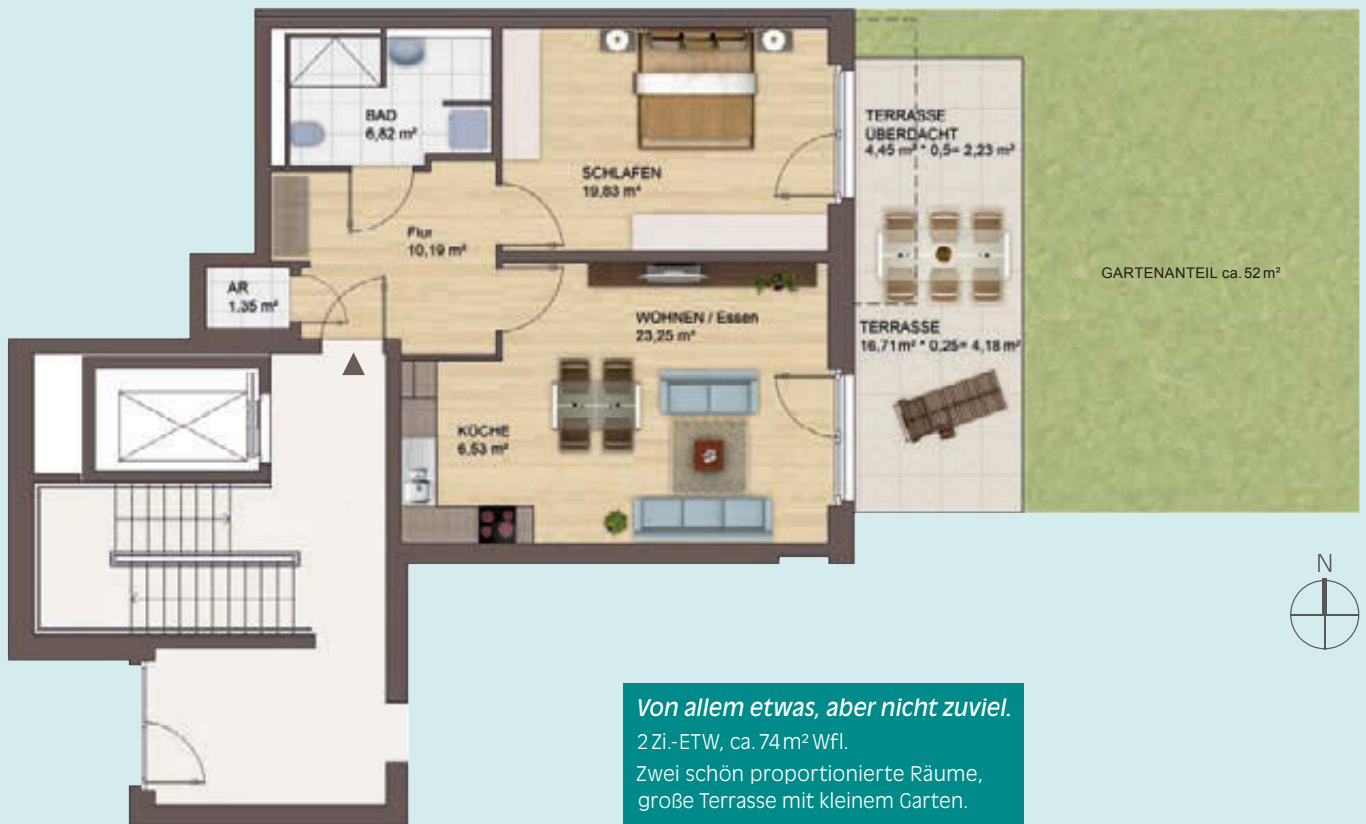 BAD
6,82 m²
SCHLAFEN
19,83 m²
TERRASSE
ÜBERDACHT
4,45 m² * 0,5= 2,23 m²
Flur
10,19 m²
AR
1,35 m²
WOHNEN / Essen
23,25 m²
GARTENANTEIL ca. 52 m²
TERRASSE
16,71m² * 0,25= 4,18 m²
KÜCHE
6,53 m²
N
Von allem etwas, aber nicht zuviel.
2 Zi.-ETW, ca. 74 m² Wfl.
Zwei schön proportionierte Räume,
große Terrasse mit kleinem Garten.